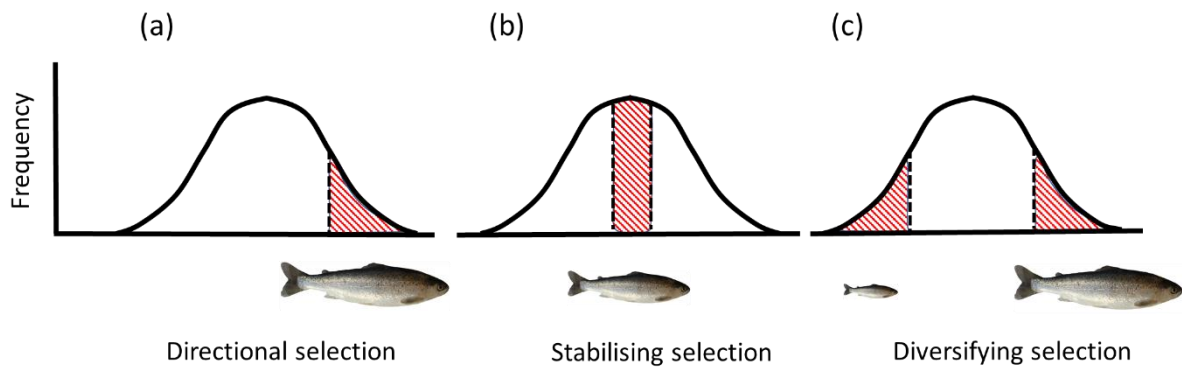 (a)
(b)
(c)
Frequency
Directional selection
Stabilising selection
Diversifying selection